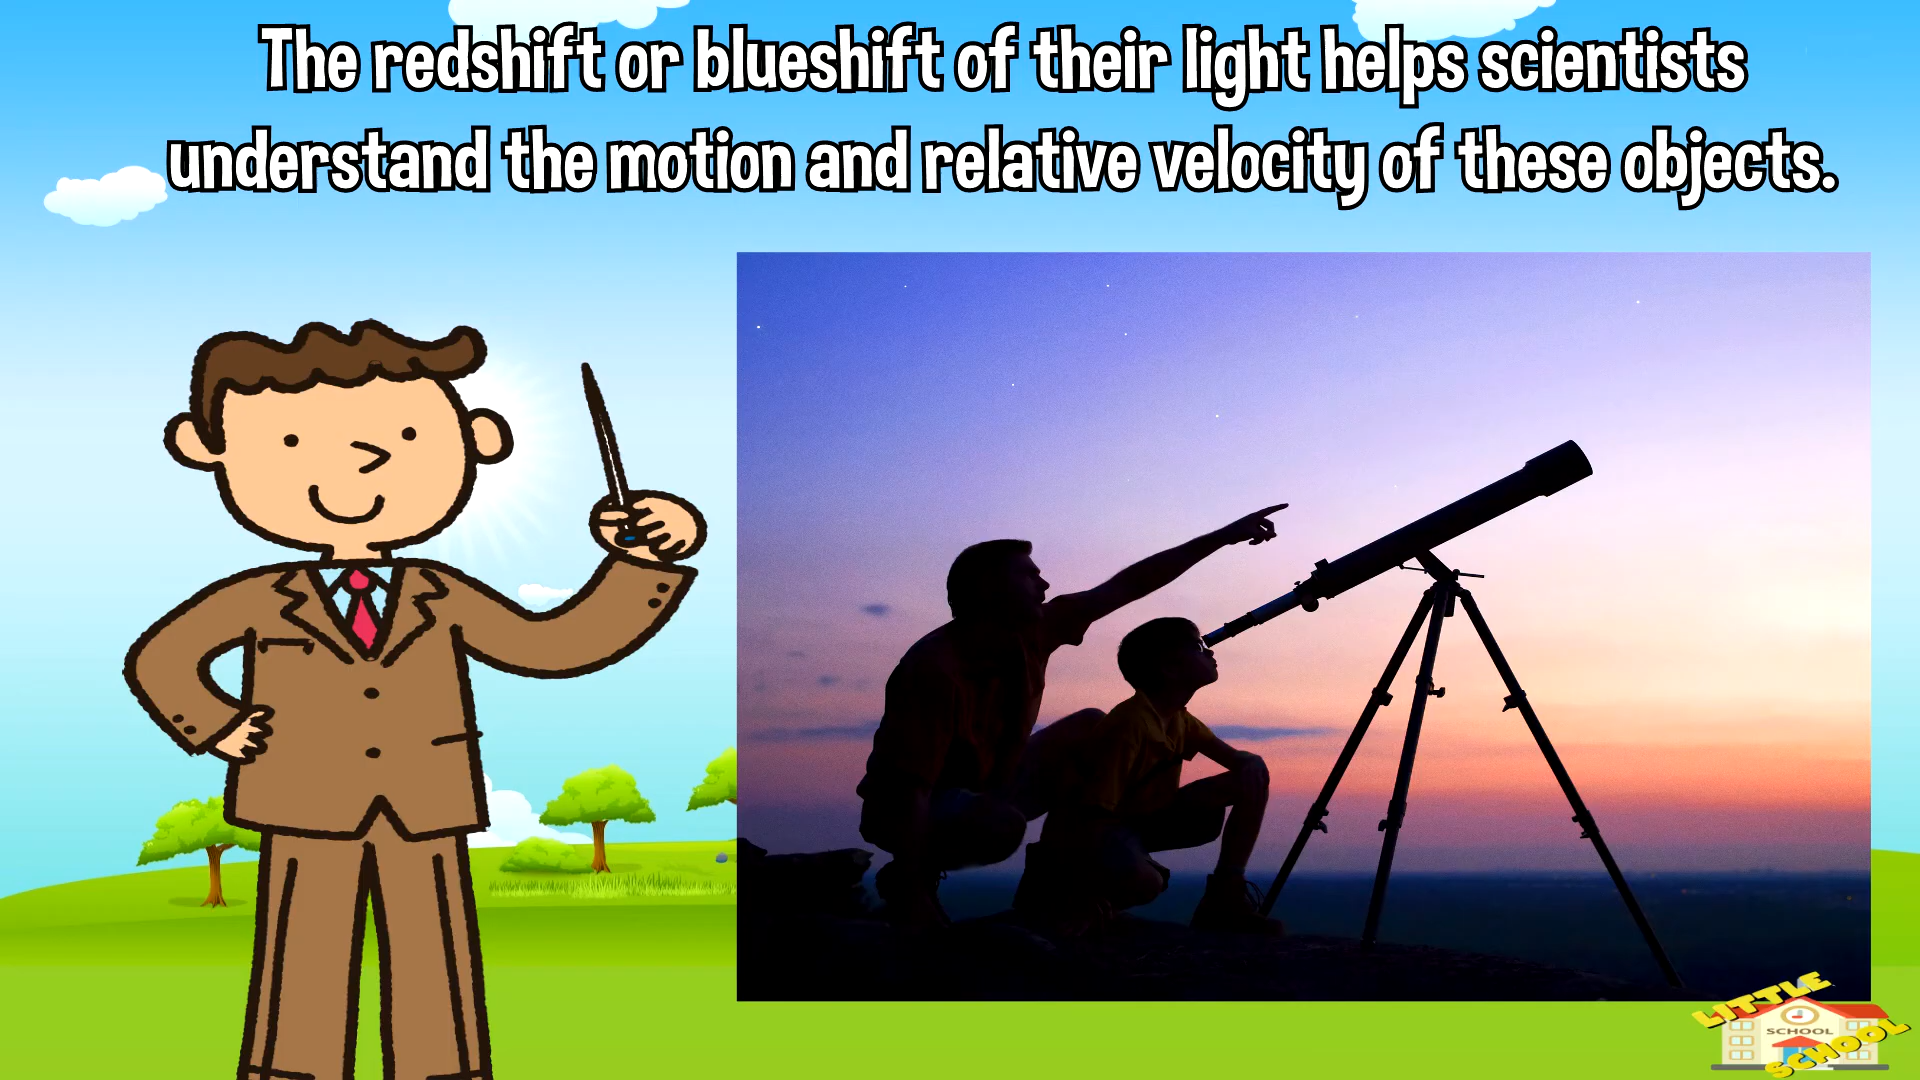 The redshift or blueshift of their light helps scientists
understand the motion and relative velocity of these objects.
LITTLE
SCHOOL
SCHOOL